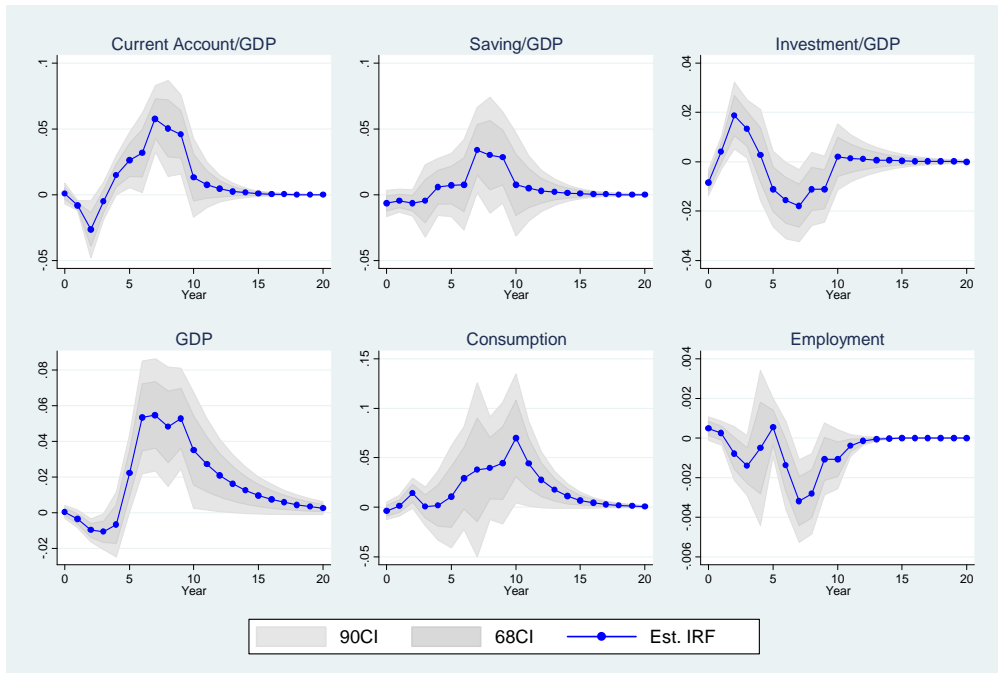 Current Account/GDP
.1
.05
0
-.05
0 5 10 15 20
Year
Saving/GDP
.1
.05
0
-.05
0 5 10 15 20
Year
Investment/GDP
.04
.02
0
-.02
-.04
0 5 10 15 20
Year
GDP
.08
.06
.04
.02
0
-.02
0 5 10 15 20
Year
Consumption
.15
.1
.05
0
-.05
0 5 10 15 20
Year
Employment
.004
.002
0
-.002
-.004
-.006
0 5 10 15 20
Year
90CI 68CI Est. IRF